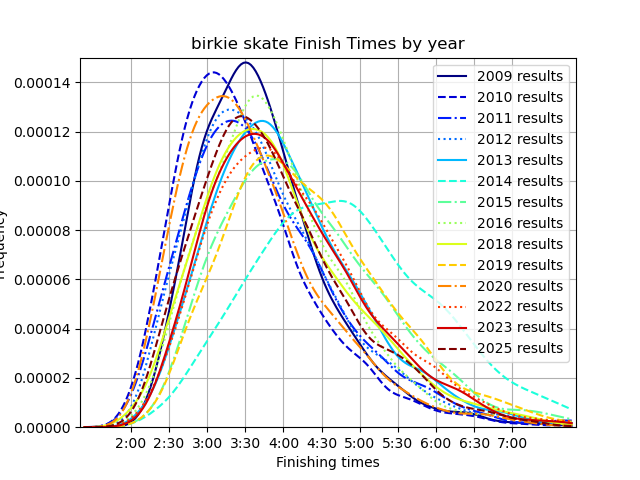 birkie skate Finish Times by year
0.00014
0.00012
0.00010
0.00008
0.00006
0.00004
0.00002
0.00000
2009 results
2010 results
2011 results
2012 results
2013 results
2014 results
2015 results
2016 results
2018 results
2019 results
2020 results
2022 results
2023 results
2025 results
2:00 2:30 3:00 3:30 4:00 4:30 5:00 5:30 6:00 6:30 7:00
Finishing times